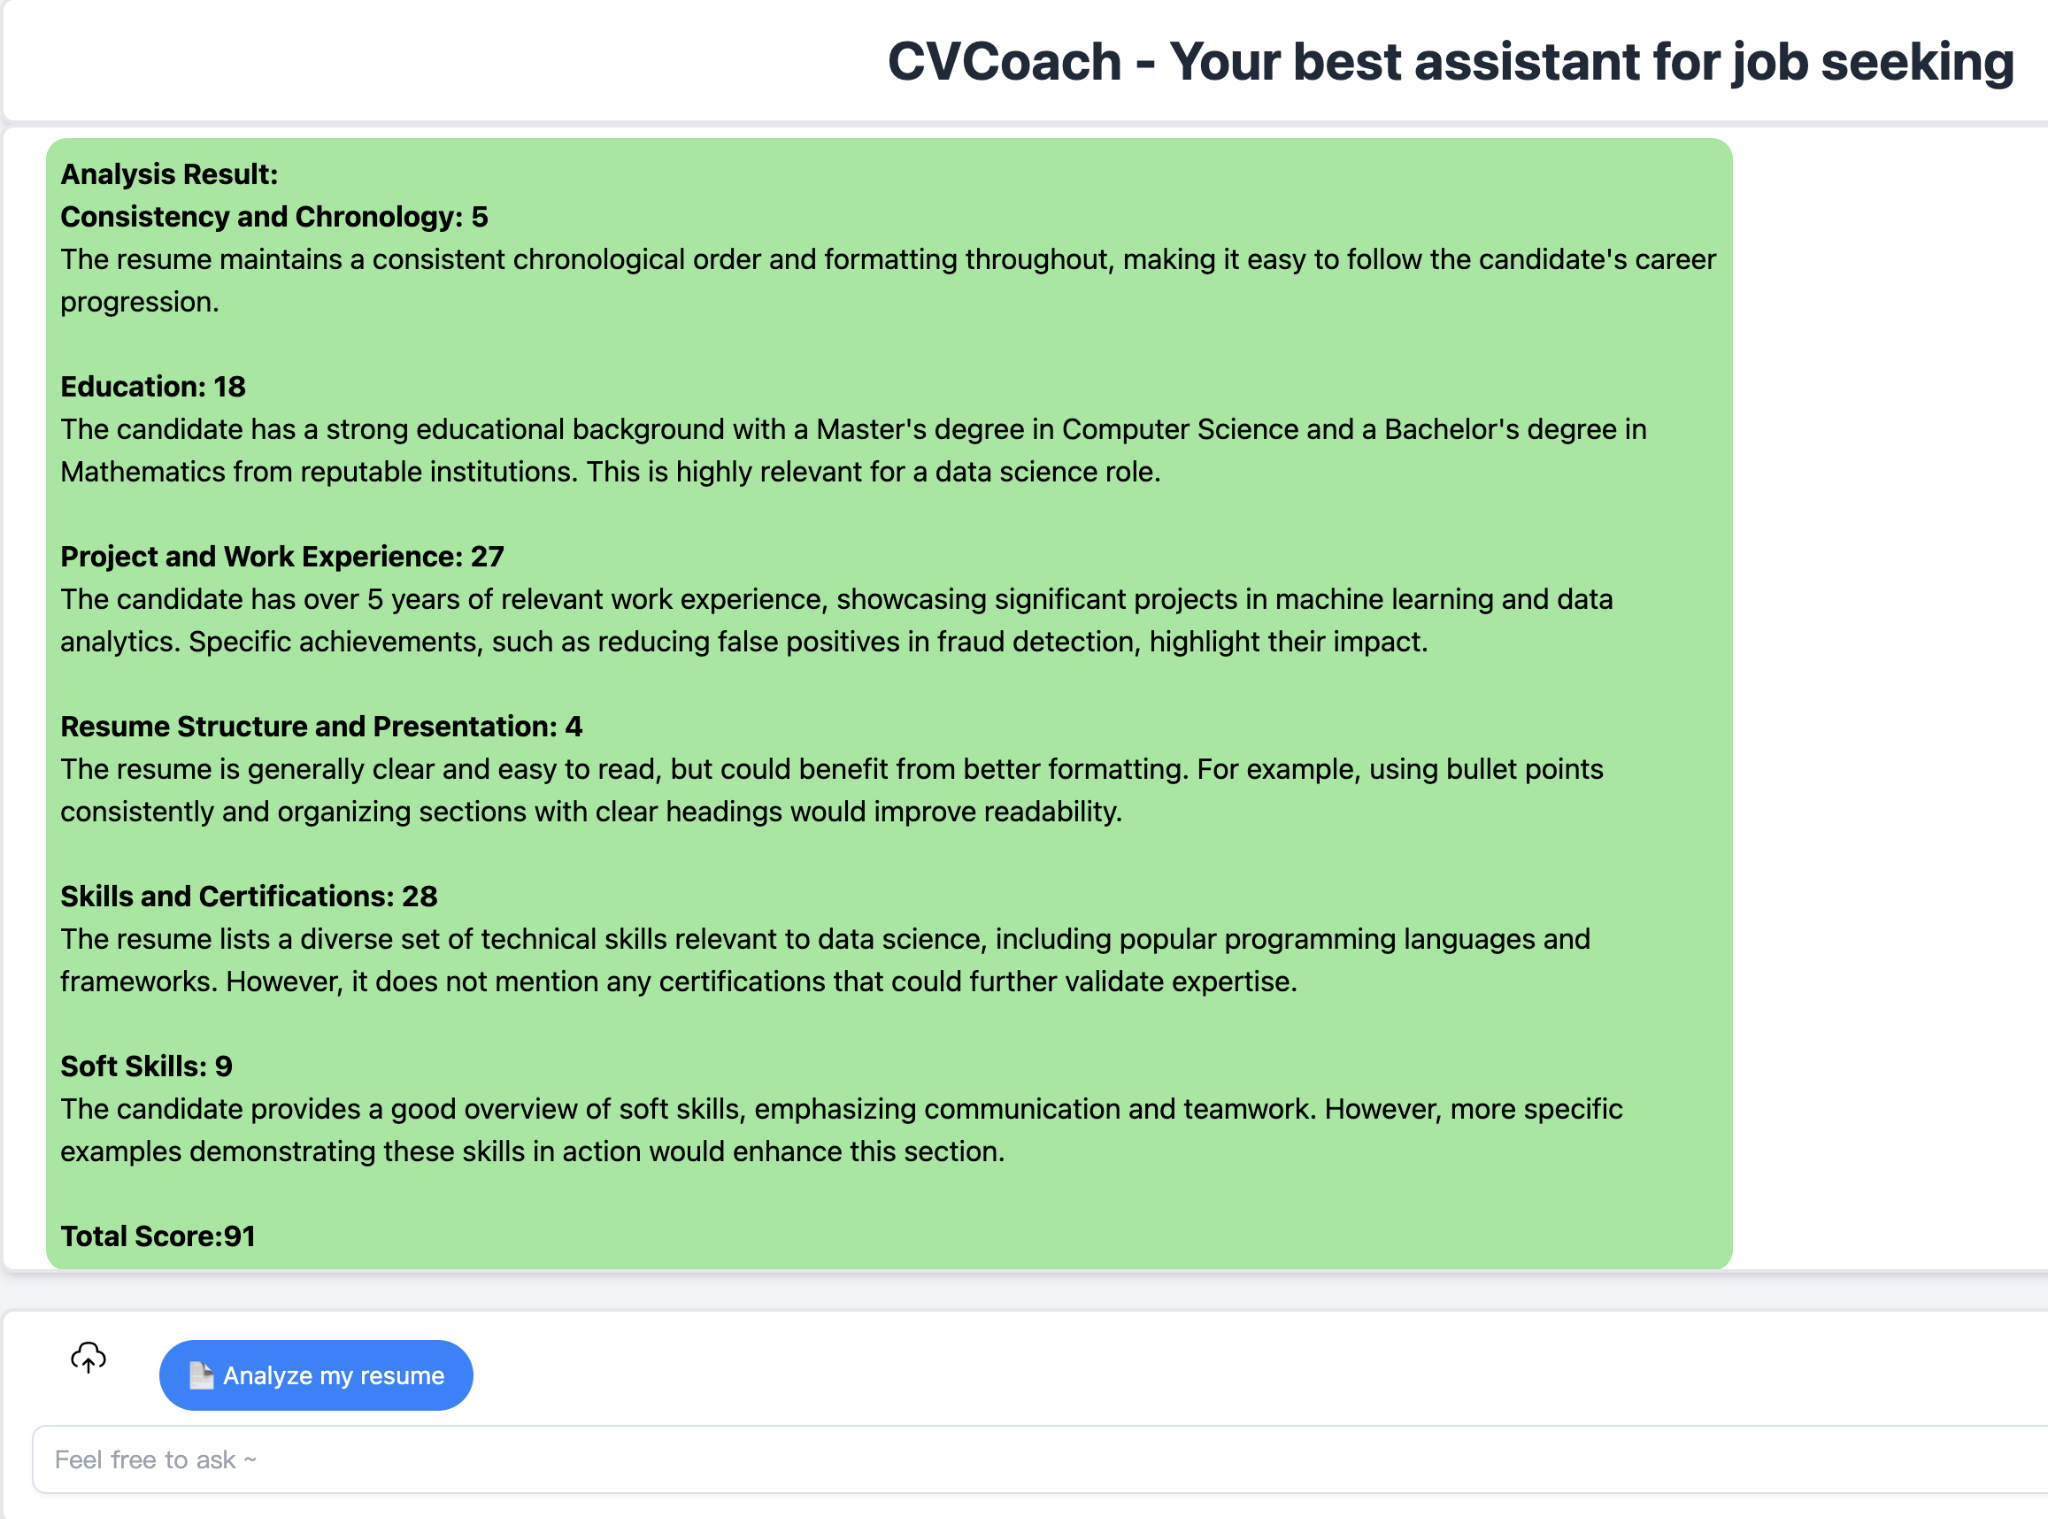 CVCoach - Your best assistant for job seeking
Analysis Result:
Consistency and Chronology: 5
The resume maintains a consistent chronological order and formatting throughout, making it easy to follow the candidate's career
progression.
Education: 18
The candidate has a strong educational background with a Master's degree in Computer Science and a Bachelor's degree in
Mathematics from reputable institutions. This is highly relevant for a data science role.
Project and Work Experience: 27
The candidate has over 5 years of relevant work experience, showcasing significant projects in machine learning and data
analytics. Specific achievements, such as reducing false positives in fraud detection, highlight their impact.
Resume Structure and Presentation: 4
The resume is generally clear and easy to read, but could benefit from better formatting. For example, using bullet points
consistently and organizing sections with clear headings would improve readability.
Skills and Certifications: 28
The resume lists a diverse set of technical skills relevant to data science, including popular programming languages and
frameworks. However, it does not mention any certifications that could further validate expertise.
Soft Skills: 9
The candidate provides a good overview of soft skills, emphasizing communication and teamwork. However, more specific
examples demonstrating these skills in action would enhance this section.
Total Score:91
Analyze my resume
Feel free to ask ~